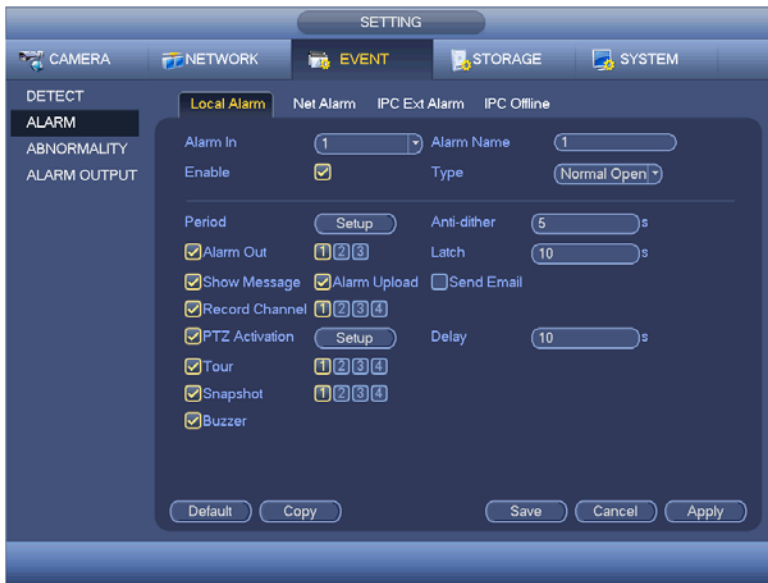 SETTING
CAMERA NETWORK EVENT STORAGE SYSTEM
DETECT
ALARM
ABNORMALITY
ALARM OUTPUT
Local Alarm Net Alarm IPC Ext Alarm IPC Offline
Alarm In 1 Alarm Name 1
Enable Type Normal Open
Period Setup Anti-dither 5 s
Alarm Out 1 2 3 Latch 10 s
Show Message Alarm Upload Send Email
Record Channel 1 2 3 4
PTZ Activation Setup Delay 10 s
Tour 1 2 3 4
Snapshot 1 2 3 4
Buzzer
Default Copy Save Cancel Apply